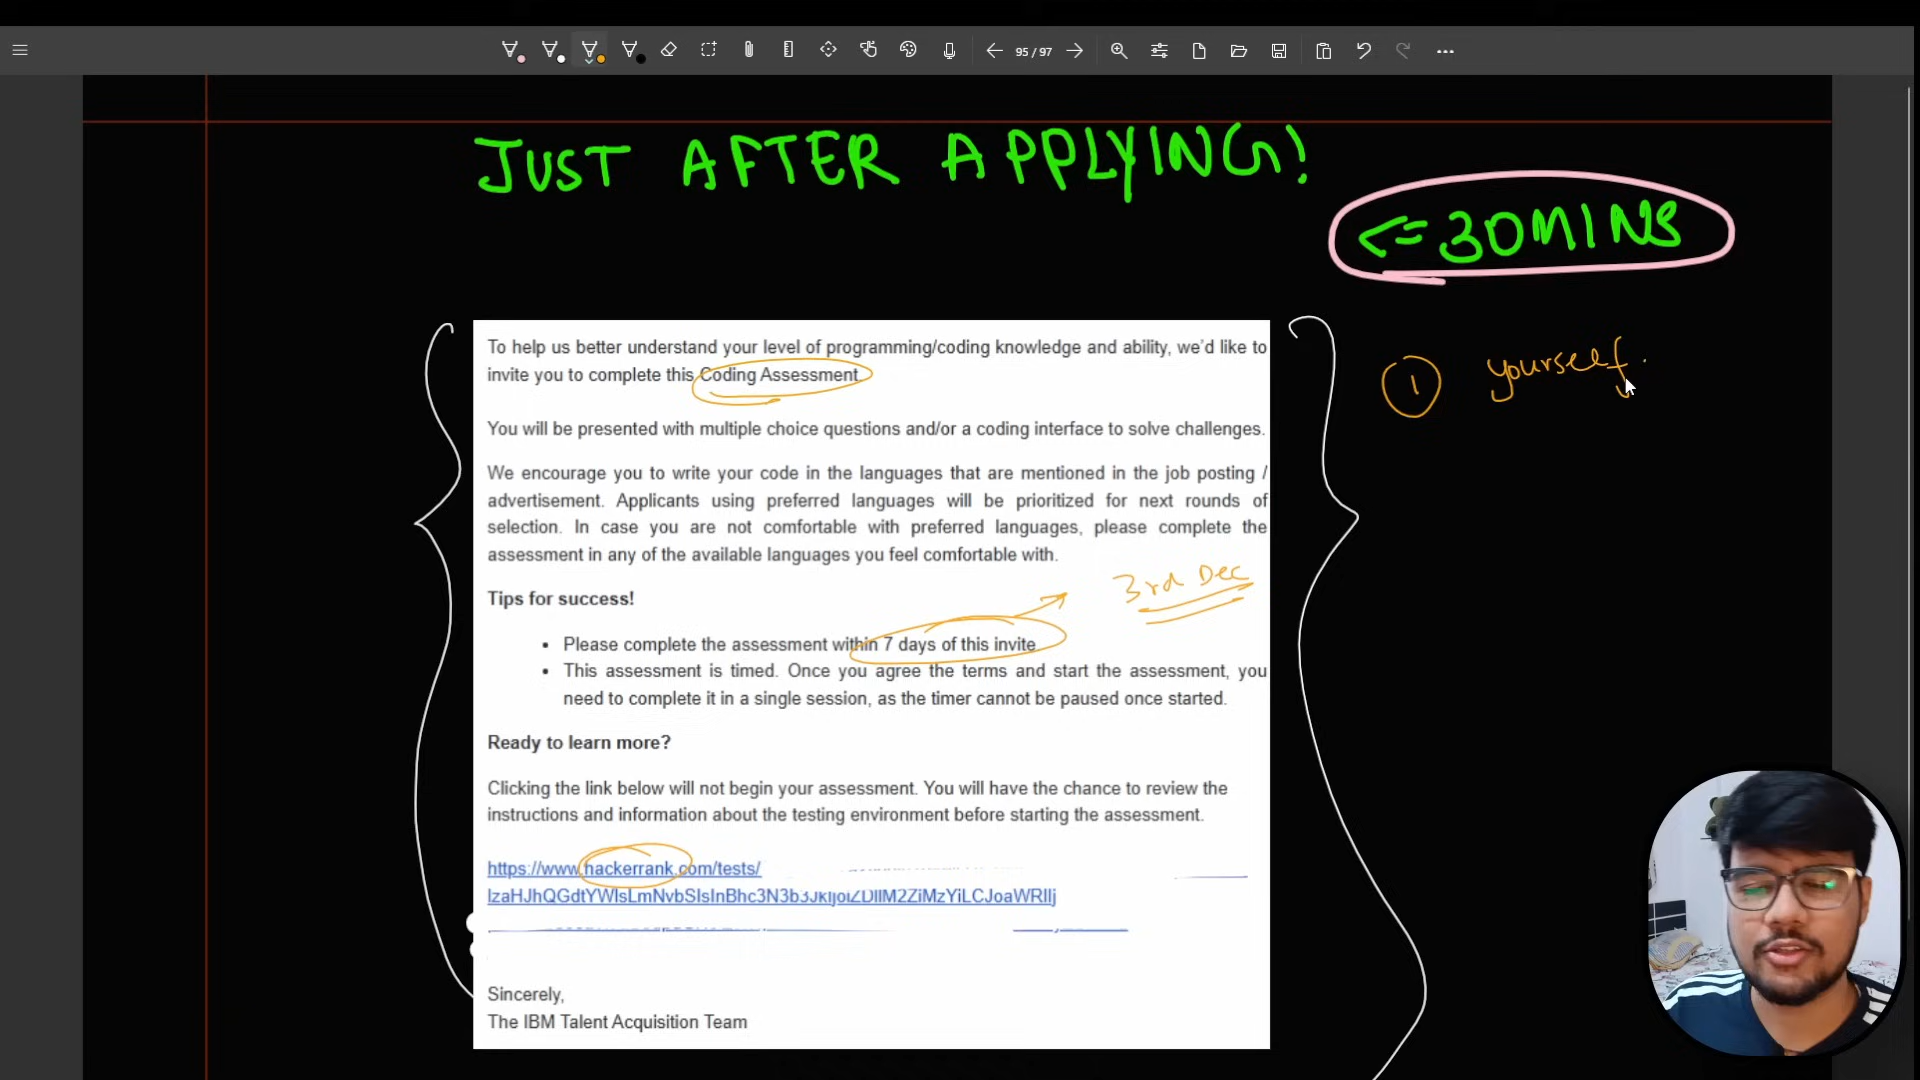 95 / 97
JUST AFTER APPLYING!
<= 30MINS
To help us better understand your level of programming/coding knowledge and ability, we'd like to
invite you to complete this Coding Assessment.
1 yourself.
You will be presented with multiple choice questions and/or a coding interface to solve challenges.
We encourage you to write your code in the languages that are mentioned in the job posting /
advertisement. Applicants using preferred languages will be prioritized for next rounds of
selection. In case you are not comfortable with preferred languages, please complete the
assessment in any of the available languages you feel comfortable with.
3rd Dec
Tips for success!
• Please complete the assessment within 7 days of this invite.
• This assessment is timed. Once you agree the terms and start the assessment, you
need to complete it in a single session, as the timer cannot be paused once started.
Ready to learn more?
Clicking the link below will not begin your assessment. You will have the chance to review the
instructions and information about the testing environment before starting the assessment.
https://www.hackerrank.com/tests/
Sincerely,
The IBM Talent Acquisition Team